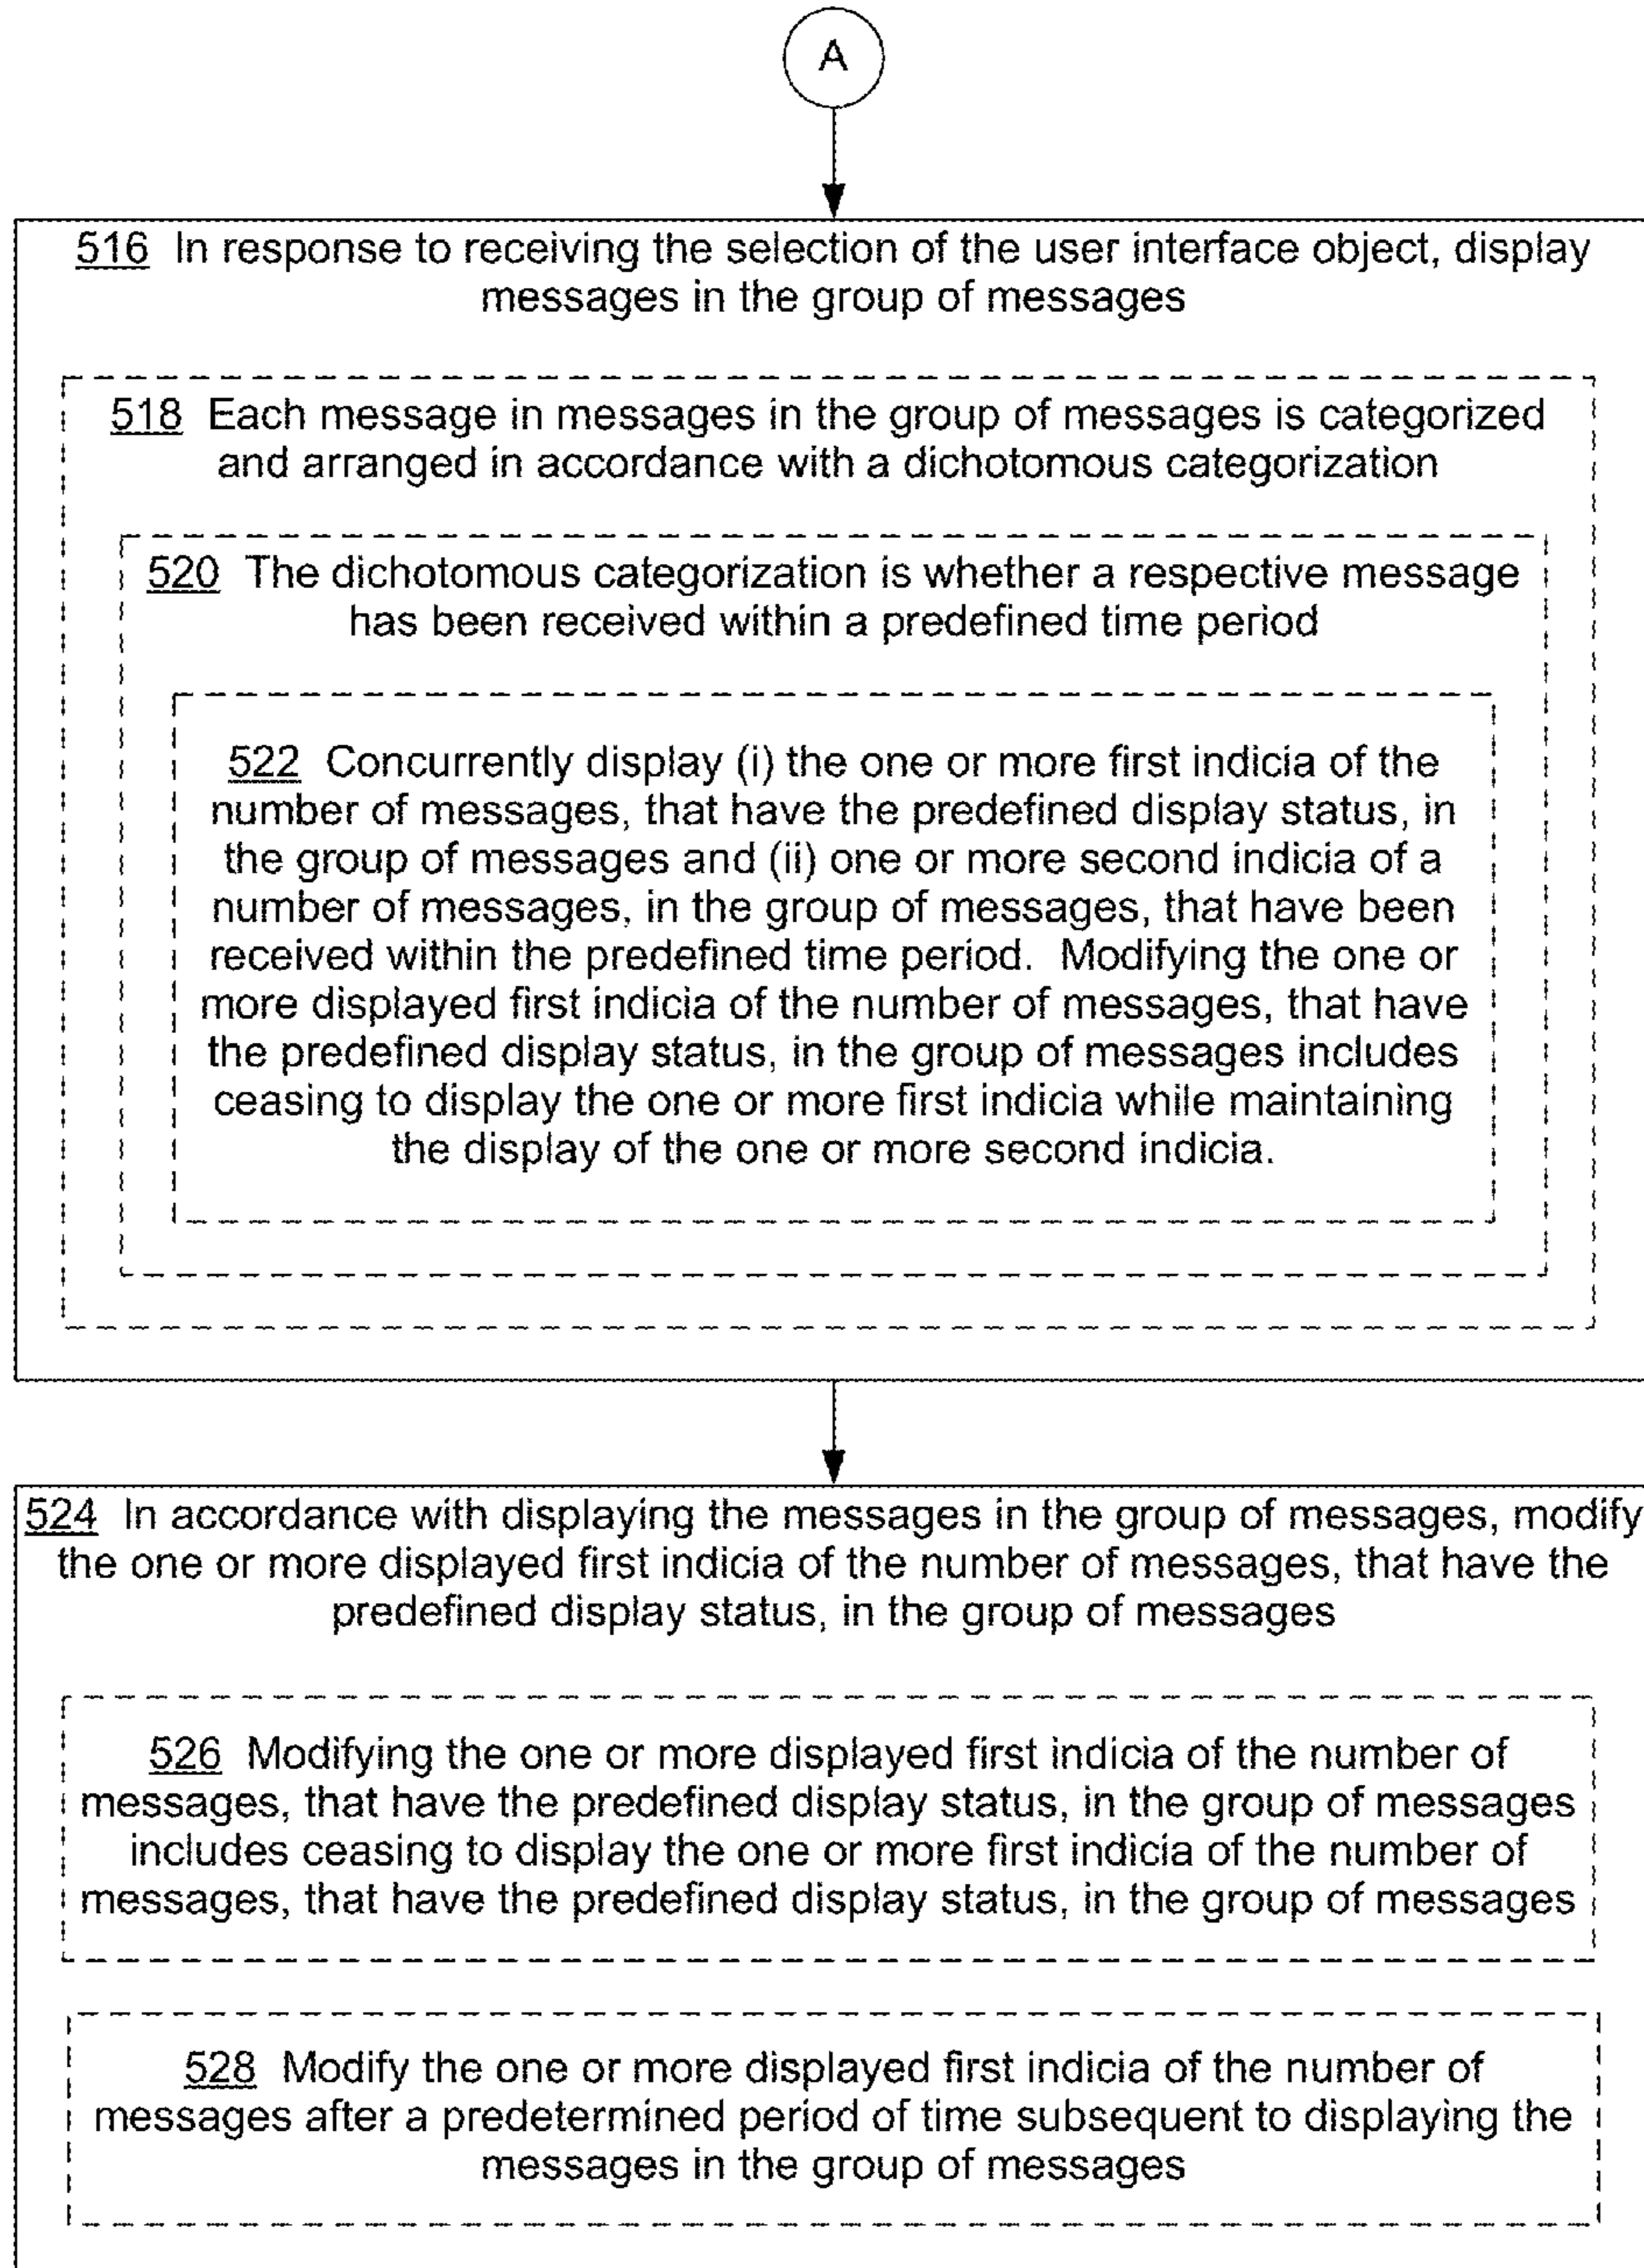 A
516 In response to receiving the selection of the user interface object, display
messages in the group of messages
518 Each message in messages in the group of messages is categorized
and arranged in accordance with a dichotomous categorization
520 The dichotomous categorization is whether a respective message
has been received within a predefined time period
522 Concurrently display (i) the one or more first indicia of the
number of messages, that have the predefined display status, in
the group of messages and (ii) one or more second indicia of a
number of messages, in the group of messages, that have been
received within the predefined time period. Modifying the one or
more displayed first indicia of the number of messages, that have
the predefined display status, in the group of messages includes
ceasing to display the one or more first indicia while maintaining
the display of the one or more second indicia.
524 In accordance with displaying the messages in the group of messages, modify
the one or more displayed first indicia of the number of messages, that have the
predefined display status, in the group of messages
526 Modifying the one or more displayed first indicia of the number of
messages, that have the predefined display status, in the group of messages
includes ceasing to display the one or more first indicia of the number of
messages, that have the predefined display status, in the group of messages
528 Modify the one or more displayed first indicia of the number of
messages after a predetermined period of time subsequent to displaying the
messages in the group of messages